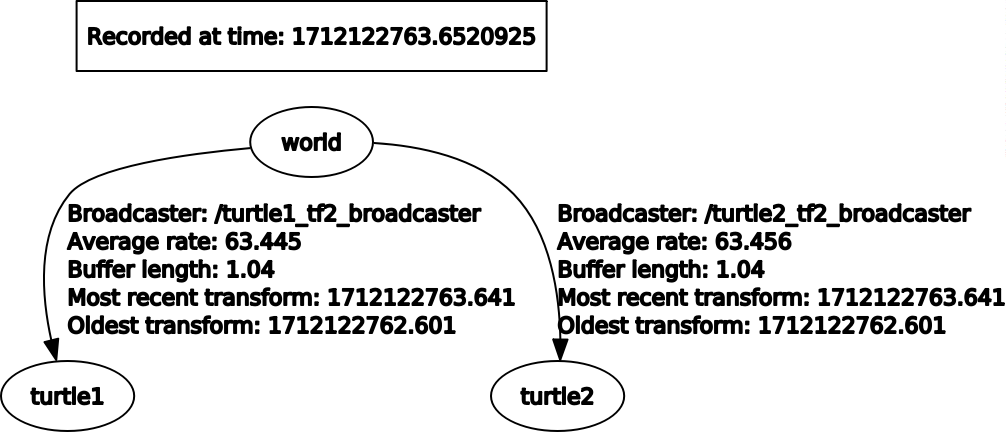 Recorded at time: 1712122763.6520925
world
Broadcaster: /turtle1_tf2_broadcaster
Average rate: 63.445
Buffer length: 1.04
Most recent transform: 1712122763.641
Oldest transform: 1712122762.601
Broadcaster: /turtle2_tf2_broadcaster
Average rate: 63.456
Buffer length: 1.04
Most recent transform: 1712122763.641
Oldest transform: 1712122762.601
turtle1
turtle2